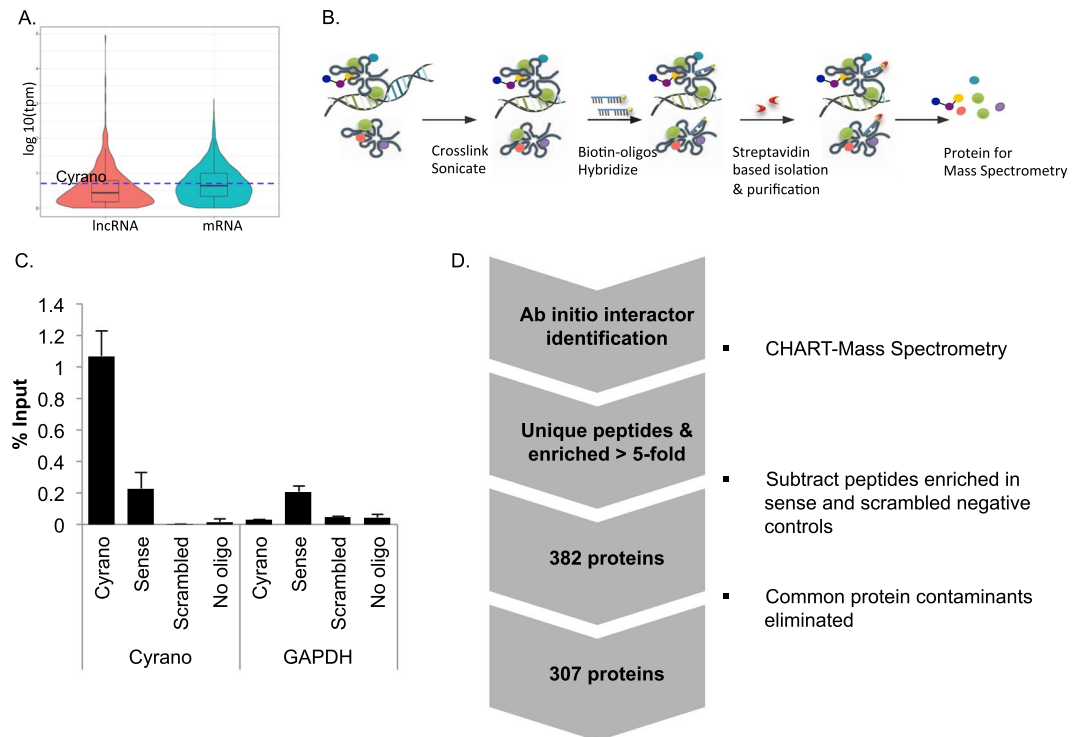 A.
log 10(tpm)
Cyrano
lncRNA
mRNA
B.
Crosslink
Sonicate
Biotin-oligos
Hybridize
Streptavidin
based isolation
& purification
Protein for
Mass Spectrometry
C.
% Input
1.4
1.2
1
0.8
0.6
0.4
0.2
0
Cyrano
Sense
Scrambled
No oligo
Cyrano
Sense
Scrambled
No oligo
Cyrano
GAPDH
D.
Ab initio interactor
identification
▪ CHART-Mass Spectrometry
Unique peptides &
enriched > 5-fold
▪ Subtract peptides enriched in
sense and scrambled negative
controls
382 proteins
▪ Common protein contaminants
eliminated
307 proteins